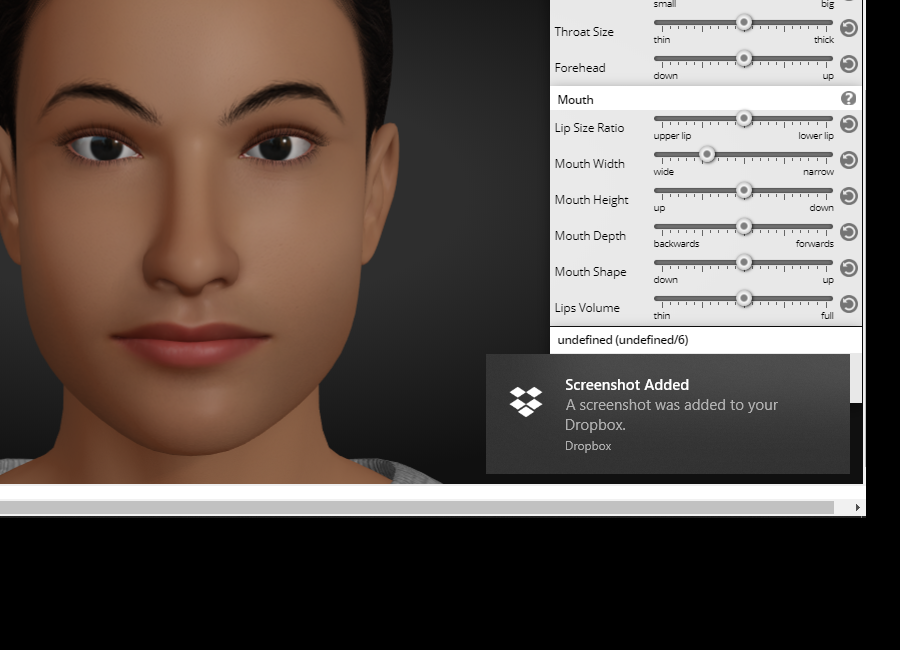 small big
Throat Size
thin thick
Forehead
down up
Mouth ?
Lip Size Ratio
upper lip lower lip
Mouth Width
wide narrow
Mouth Height
up down
Mouth Depth
backwards forwards
Mouth Shape
down up
Lips Volume
thin full
undefined (undefined/6)
Screenshot Added
A screenshot was added to your
Dropbox.
Dropbox